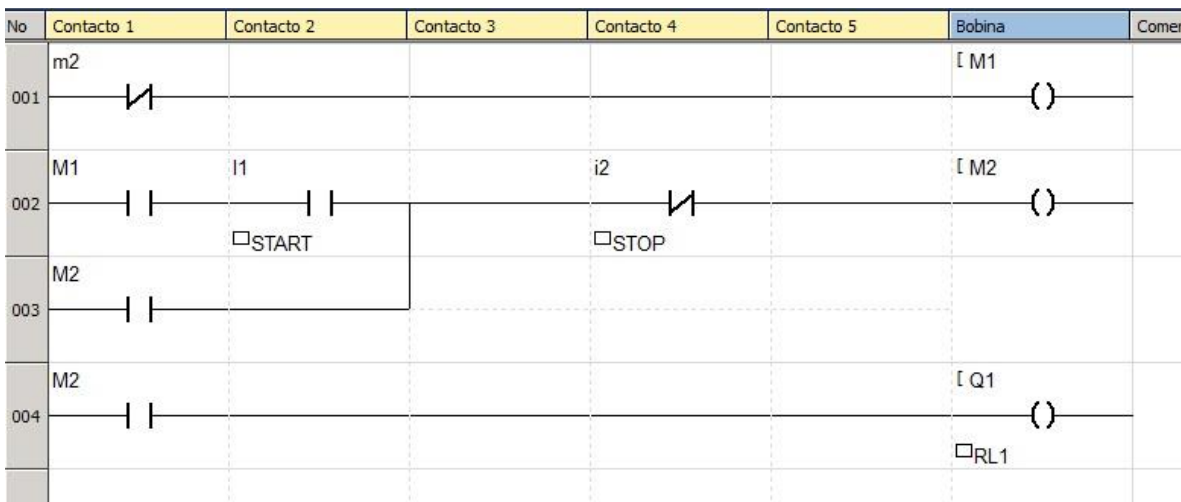 No Contacto 1 Contacto 2 Contacto 3 Contacto 4 Contacto 5 Bobina Comer
m2 [ M1
001
M1 I1 i2 [ M2
002
START STOP
M2
003
M2 [ Q1
004
RL1